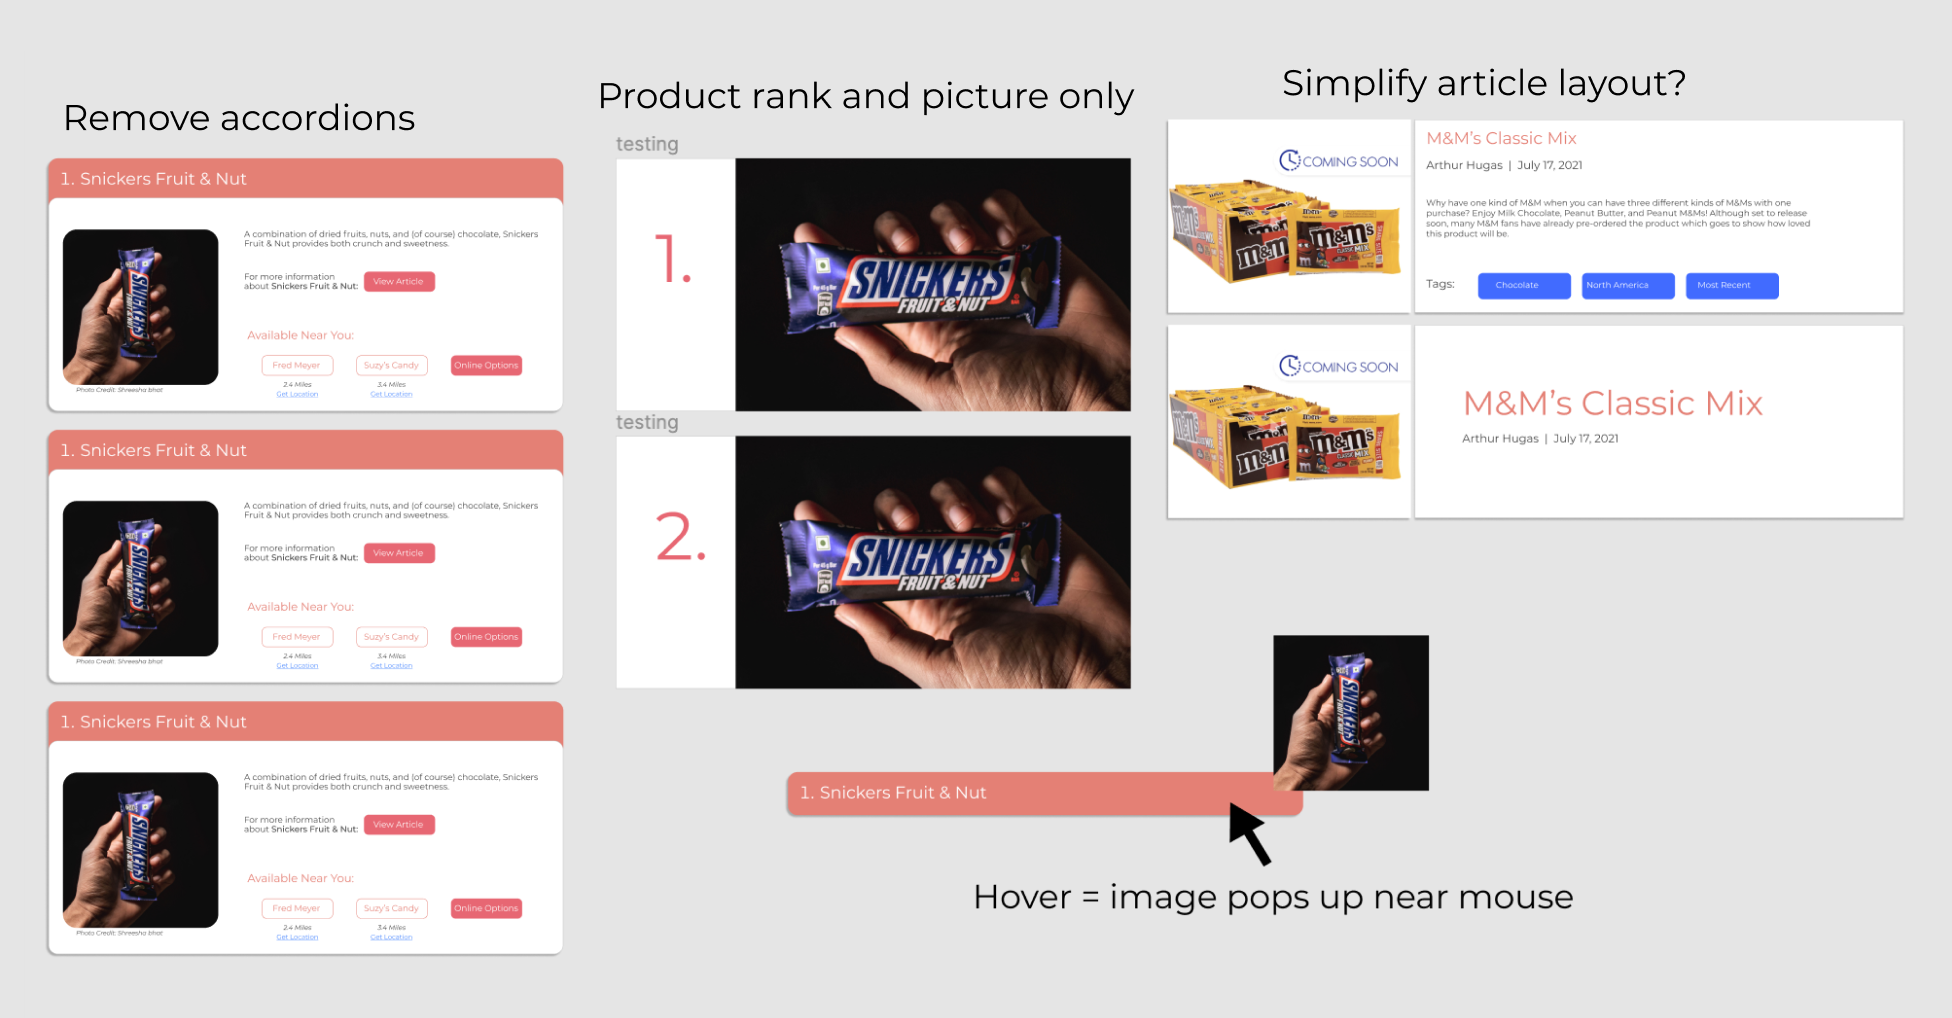 Remove accordions
1. Snickers Fruit & Nut
A combination of dried fruits, nuts, and (of course) chocolate, Snickers
Fruit & Nut provides both crunch and sweetness.
For more information
about Snickers Fruit & Nut:
View Article
Available Near You:
Fred Meyer
Suzy's Candy
Online Options
2.4 Miles
3.4 Miles
Get Location
Get Location
SNICKERS
Photo Credit: Shreesha bhat
1. Snickers Fruit & Nut
A combination of dried fruits, nuts, and (of course) chocolate, Snickers
Fruit & Nut provides both crunch and sweetness.
For more information
about Snickers Fruit & Nut:
View Article
Available Near You:
Fred Meyer
Suzy's Candy
Online Options
2.4 Miles
3.4 Miles
Get Location
Get Location
SNICKERS
Photo Credit: Shreesha bhat
1. Snickers Fruit & Nut
A combination of dried fruits, nuts, and (of course) chocolate, Snickers
Fruit & Nut provides both crunch and sweetness.
For more information
about Snickers Fruit & Nut:
View Article
Available Near You:
Fred Meyer
Suzy's Candy
Online Options
2.4 Miles
3.4 Miles
Get Location
Get Location
SNICKERS
Photo Credit: Shreesha bhat
Product rank and picture only
testing
1.
SNICKERS
FRUIT & NUT
testing
2.
SNICKERS
FRUIT & NUT
Simplify article layout?
COMING SOON
m&m's
m&m's
CLASSIC MIX
M&M's Classic Mix
Arthur Hugas | July 17, 2021
Why have one kind of M&M when you can have three different kinds of M&Ms with one
purchase? Enjoy Milk Chocolate, Peanut Butter, and Peanut M&Ms! Although set to release
soon, many M&M fans have already pre-ordered the product which goes to show how loved
this product will be.
Tags:
Chocolate
North America
Most Recent
COMING SOON
m&m's
m&m's
CLASSIC MIX
M&M's Classic Mix
Arthur Hugas | July 17, 2021
SNICKERS
1. Snickers Fruit & Nut
Hover = image pops up near mouse